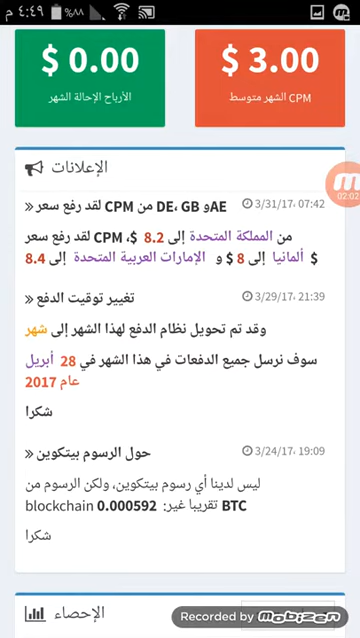 ٤:٤٩ م
٨٨%
$ 0.00
الأرباح الإحالة الشهر
$ 3.00
CPM الشهر متوسط
02:02
الإعلانات
AEو DE، GB من CPM لقد رفع سعر »
3/31/17، 07:42
من المملكة المتحدة إلى 8.2 $، CPM لقد رفع سعر
$ ألمانيا إلى 8 $ و الإمارات العربية المتحدة إلى 8.4
تغيير توقيت الدفع »
3/29/17، 21:39
وقد تم تحويل نظام الدفع لهذا الشهر إلى شهر
سوف نرسل جميع الدفعات في هذا الشهر في 28 أبريل
عام 2017
شكرا
حول الرسوم بيتكوين »
3/24/17، 19:09
ليس لدينا أي رسوم بيتكوين، ولكن الرسوم من
BTC تقريبا غير: blockchain 0.000592
شكرا
الإحصاء
Recorded by Mobizen